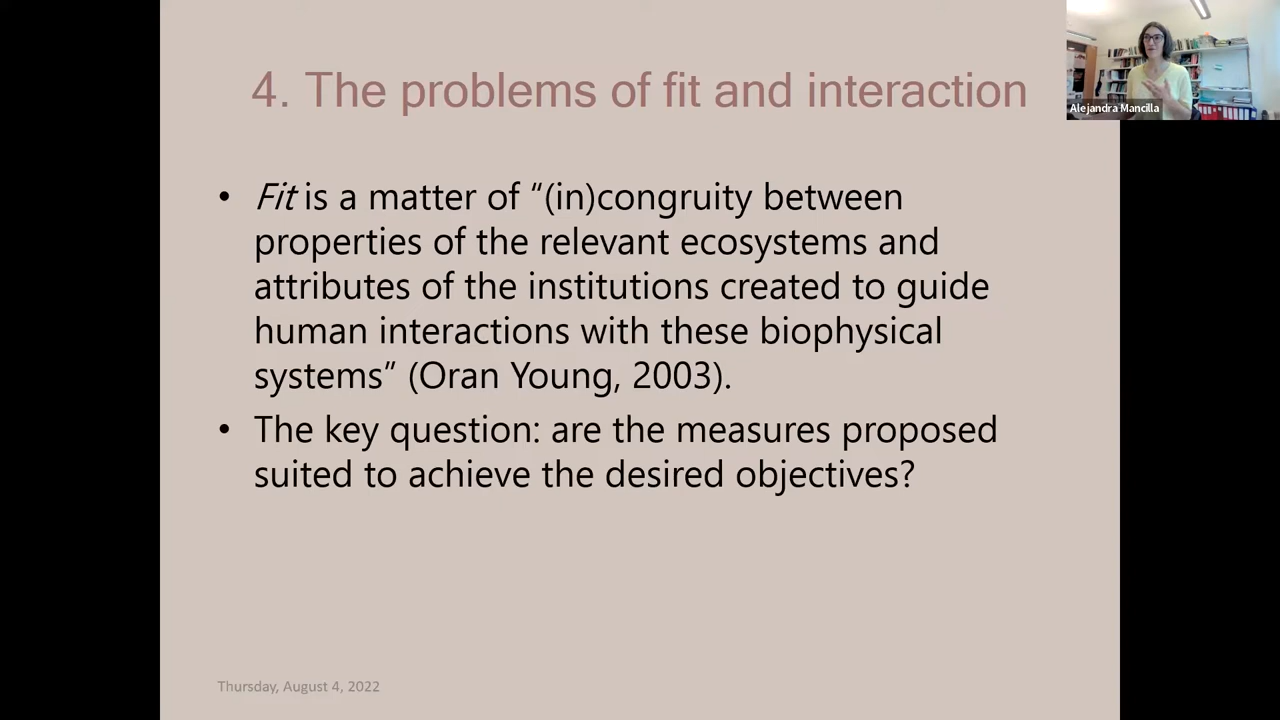 4. The problems of fit and interaction
Alejandra Mancilla
• Fit is a matter of “(in)congruity between
properties of the relevant ecosystems and
attributes of the institutions created to guide
human interactions with these biophysical
systems” (Oran Young, 2003).
• The key question: are the measures proposed
suited to achieve the desired objectives?
Thursday, August 4, 2022